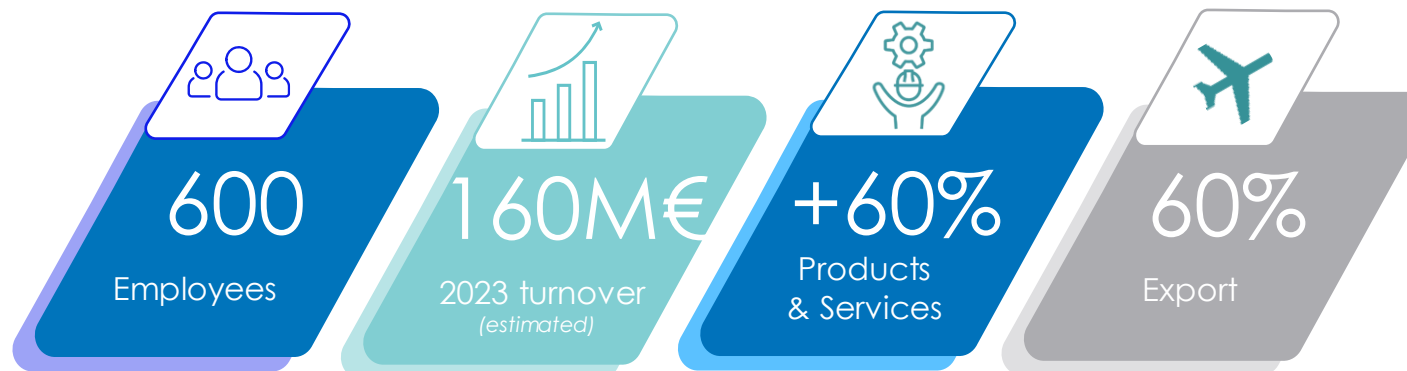 600
Employees
160M€
2023 turnover
(estimated)
+60%
Products
& Services
60%
Export